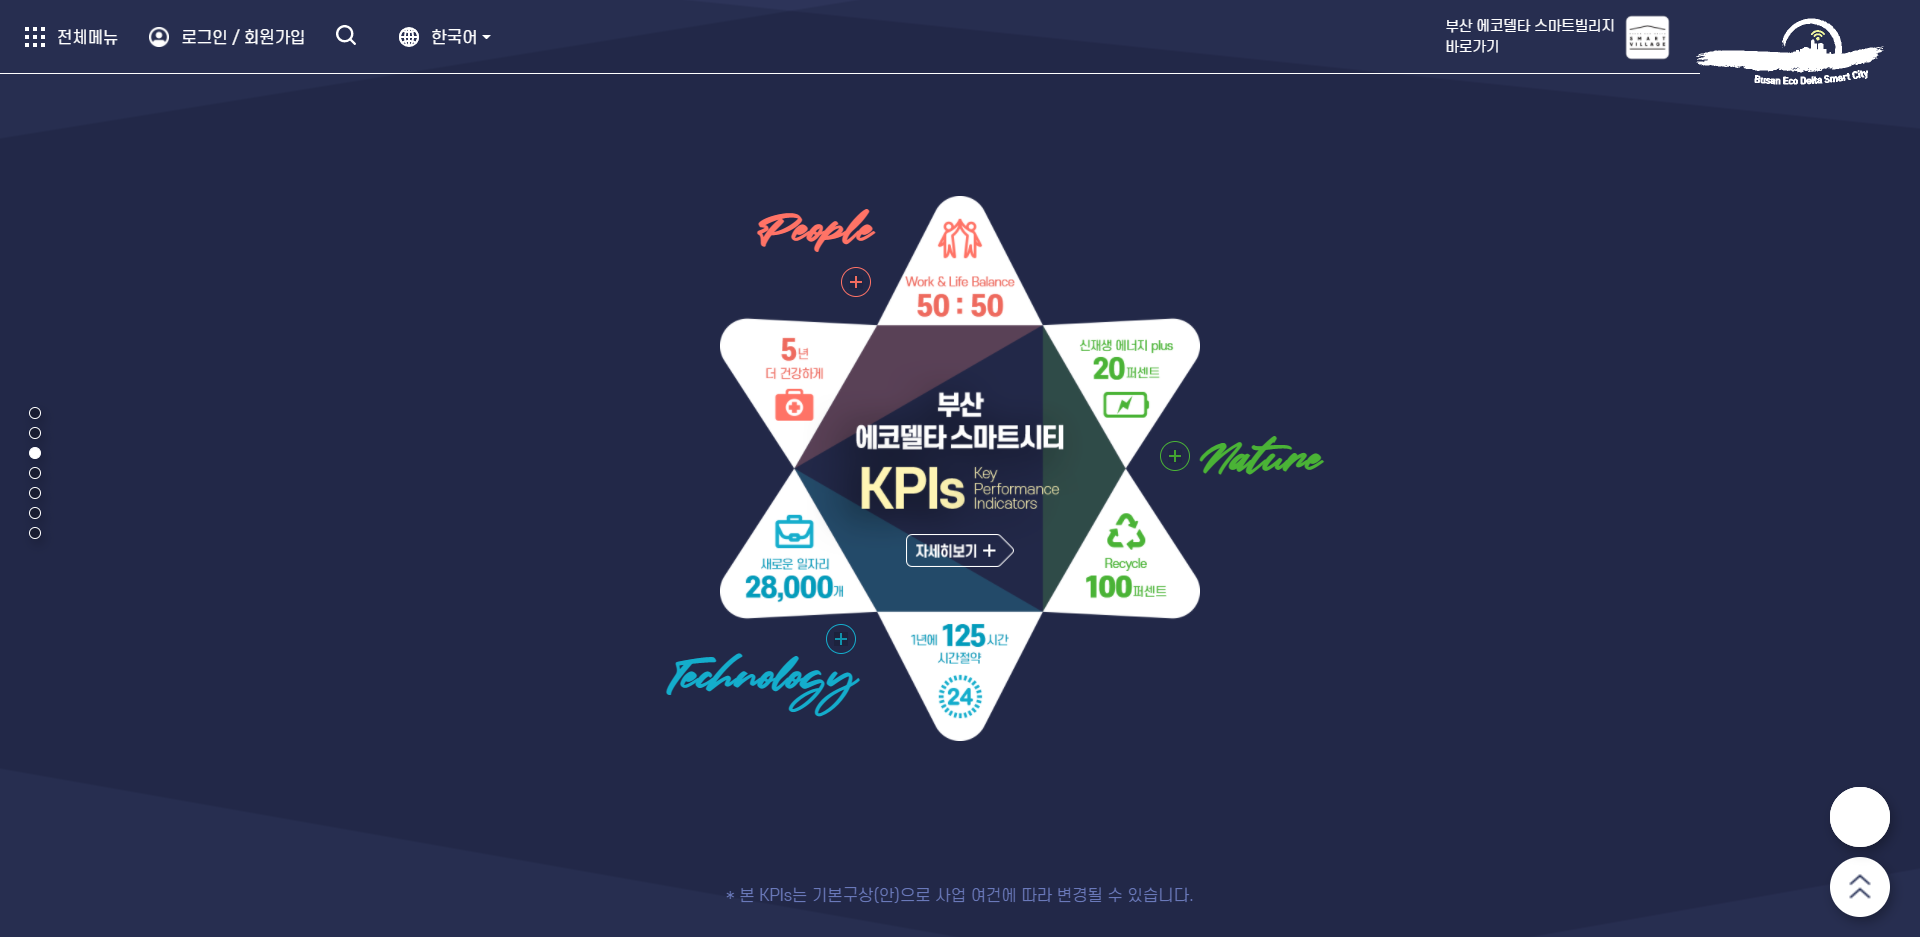 전체메뉴
로그인 / 회원가입
한국어
부산 에코델타 스마트빌리지
바로가기
SMART
VILLAGE
Busan Eco Delta Smart City
People
Work & Life Balance
50 : 50
5년
더 건강하게
신재생 에너지 plus
20퍼센트
부산
에코델타 스마트시티
KPIs
Key
Performance
Indicators
자세히보기
Nature
새로운 일자리
28,000개
Recycle
100퍼센트
Technology
1년에 125시간
시간절약
24
* 본 KPIs는 기본구상(안)으로 사업 여건에 따라 변경될 수 있습니다.